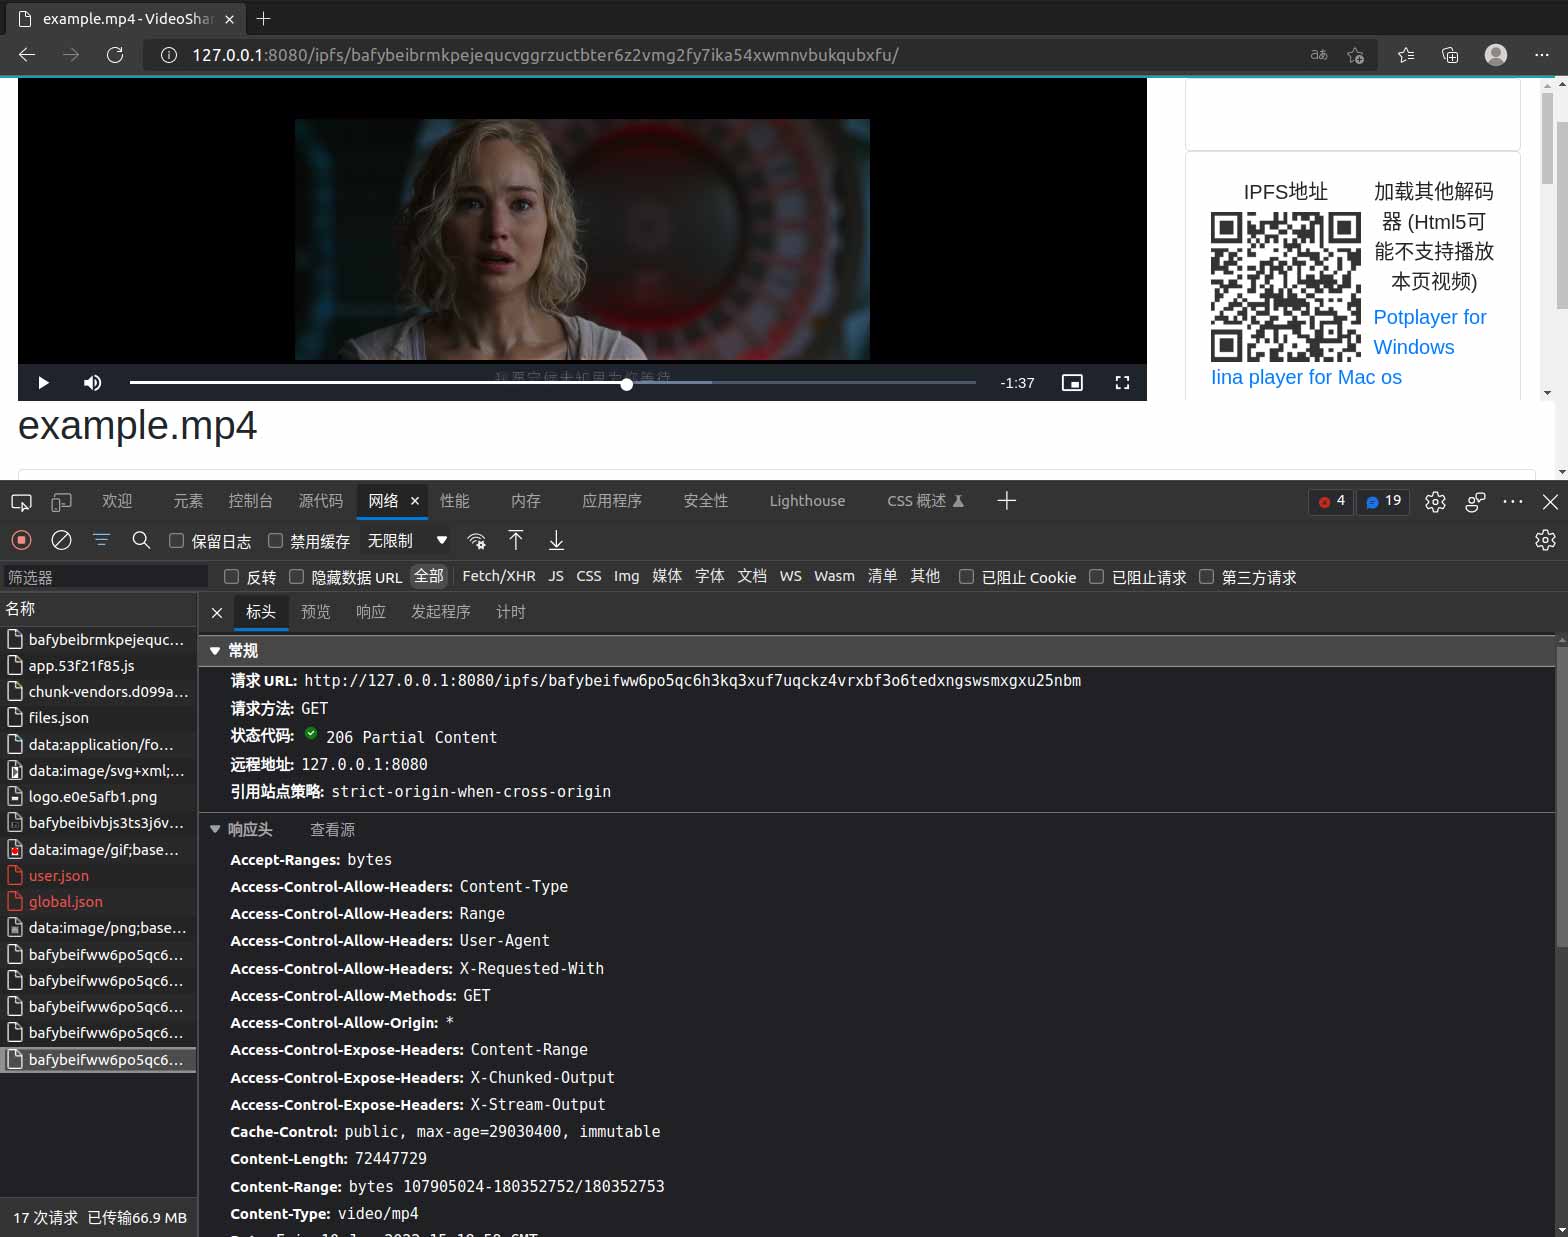 example.mp4 - VideoShar
127.0.0.1:8080/ipfs/bafybeibrmkpejequcvggrzuctbter6z2vmg2fy7ika54xwmnvbukqubxfu/
aあ
IPFS地址
加载其他解码
器 (Html5可
能不支持播放
本页视频)
Potplayer for
Windows
Iina player for Mac os
-1:37
example.mp4
欢迎 元素 控制台 源代码 网络 性能 内存 应用程序 安全性 Lighthouse CSS 概述 4 19
保留日志 禁用缓存 无限制
筛选器 反转 隐藏数据 URL 全部 Fetch/XHR JS CSS Img 媒体 字体 文档 WS Wasm 清单 其他 已阻止 Cookie 已阻止请求 第三方请求
名称
标头 预览 响应 发起程序 计时
bafybeibrmkpejequc...
app.53f21f85.js
chunk-vendors.d099a...
files.json
data:application/fo...
data:image/svg+xml;...
logo.e0e5afb1.png
bafybeibivbjs3ts3j6v...
data:image/gif;base...
user.json
global.json
data:image/png;base...
bafybeifww6po5qc6...
bafybeifww6po5qc6...
bafybeifww6po5qc6...
bafybeifww6po5qc6...
bafybeifww6po5qc6...
17 次请求 已传输66.9 MB
常规
请求 URL: http://127.0.0.1:8080/ipfs/bafybeifww6po5qc6h3kq3xuf7uqckz4vrxbf3o6tedxngswsmxgxu25nbm
请求方法: GET
状态代码: 206 Partial Content
远程地址: 127.0.0.1:8080
引用站点策略: strict-origin-when-cross-origin
响应头 查看源
Accept-Ranges: bytes
Access-Control-Allow-Headers: Content-Type
Access-Control-Allow-Headers: Range
Access-Control-Allow-Headers: User-Agent
Access-Control-Allow-Headers: X-Requested-With
Access-Control-Allow-Methods: GET
Access-Control-Allow-Origin: *
Access-Control-Expose-Headers: Content-Range
Access-Control-Expose-Headers: X-Chunked-Output
Access-Control-Expose-Headers: X-Stream-Output
Cache-Control: public, max-age=29030400, immutable
Content-Length: 72447729
Content-Range: bytes 107905024-180352752/180352753
Content-Type: video/mp4